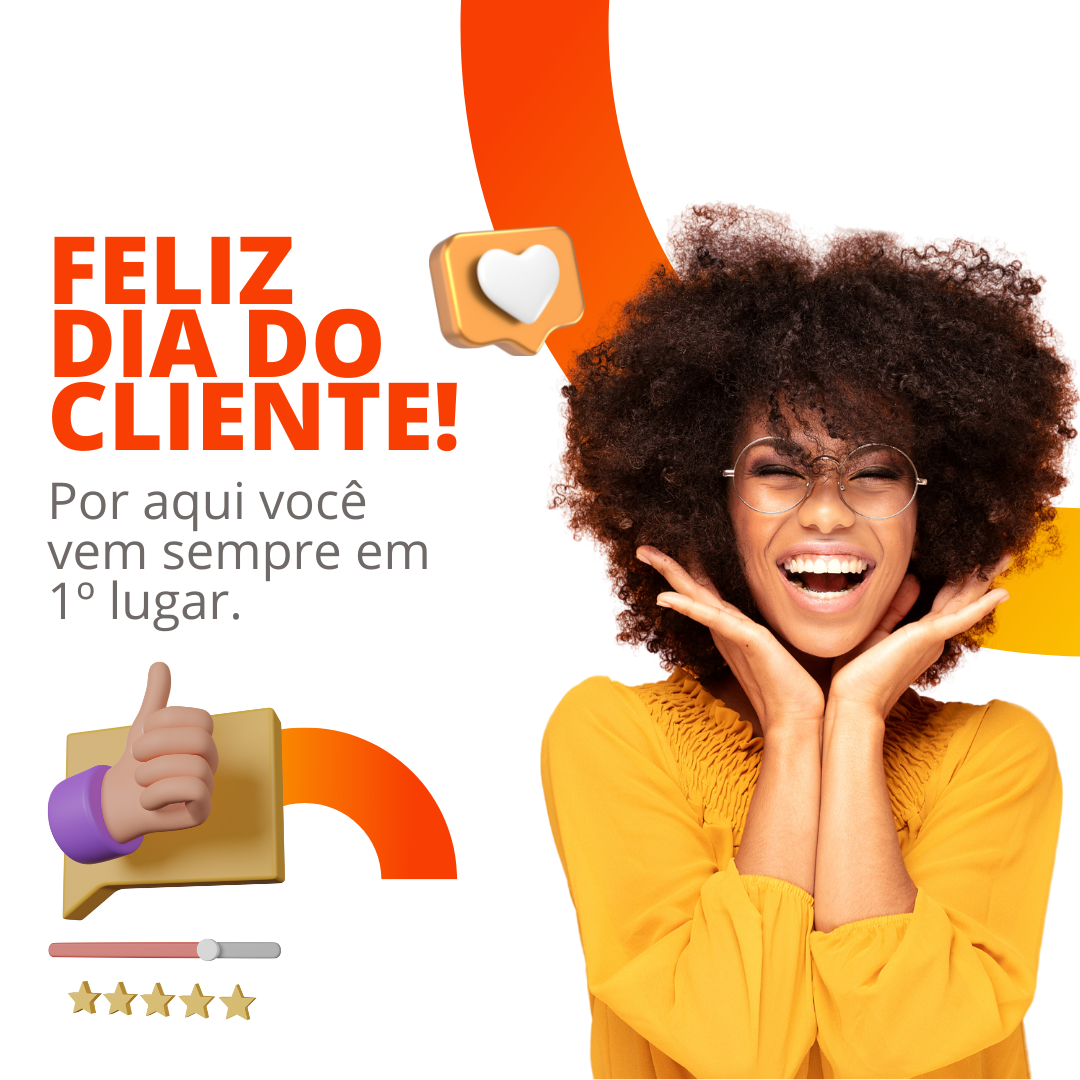 FELIZ
DIA DO
CLIENTE!
Por aqui você
vem sempre em
1º lugar.